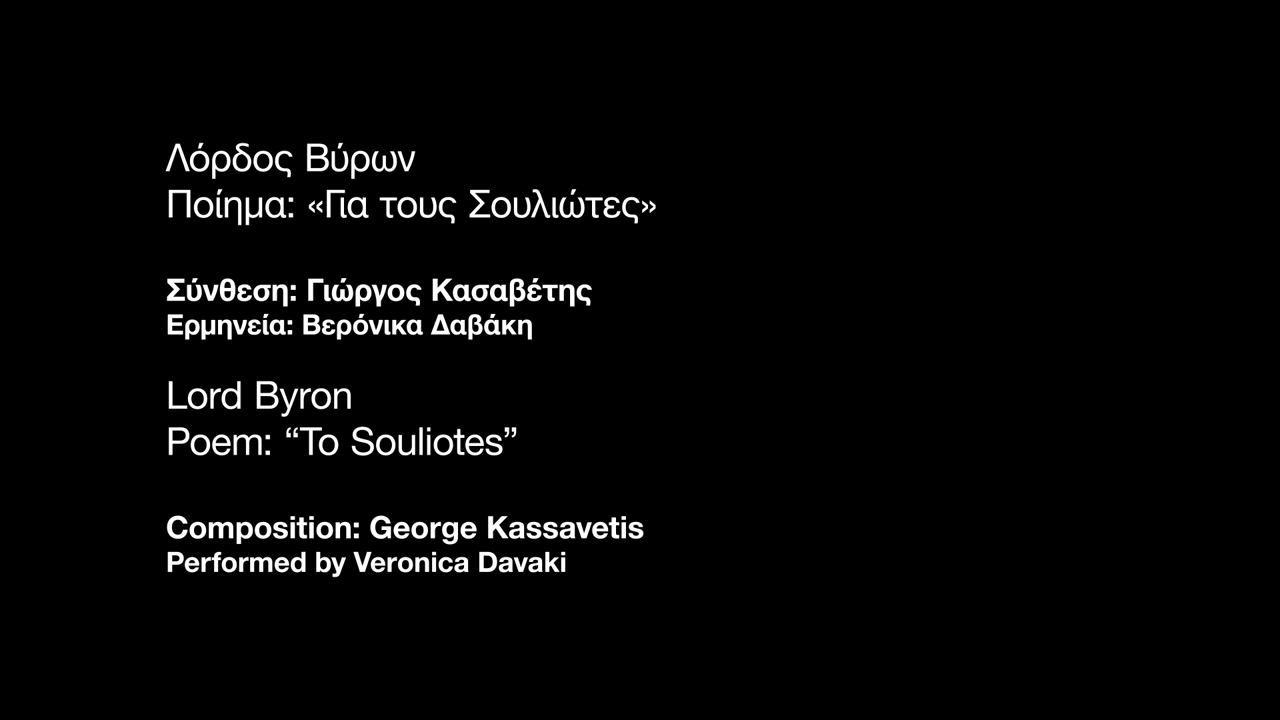 Λόρδος Βύρων
Ποίημα: «Για τους Σουλιώτες»
Σύνθεση: Γιώργος Κασαβέτης
Ερμηνεία: Βερόνικα Δαβάκη
Lord Byron
Poem: “To Souliotes”
Composition: George Kassavetis
Performed by Veronica Davaki